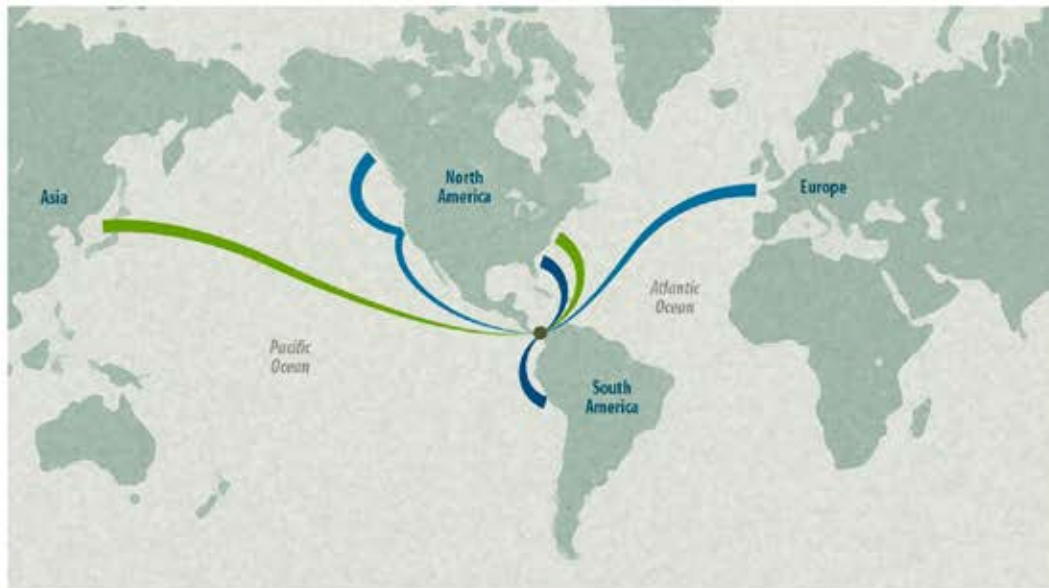 North
America
Asia
Europe
Atlantic
Ocean
Pacific
Ocean
South
America